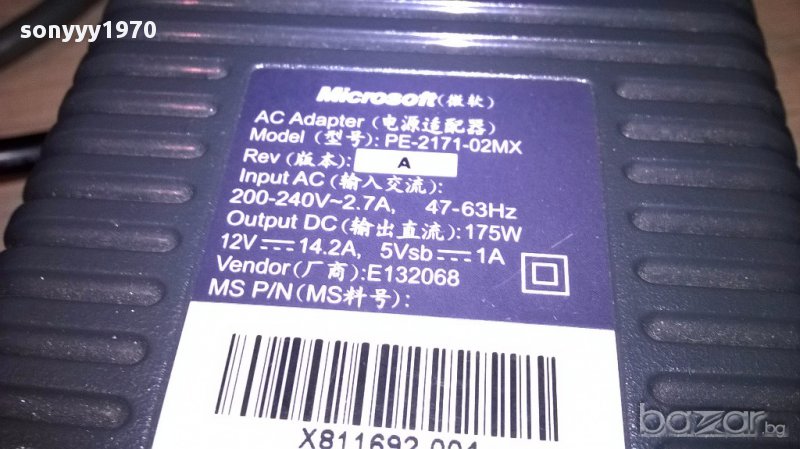 sonyyy1970
Microsoft(微软)
AC Adapter (电源适配器)
Model (型号): PE-2171-02MX
Rev (版本): A
Input AC (输入交流):
200-240V~2.7A, 47-63Hz
Output DC(输出直流):175W
12V⎓14.2A, 5Vsb⎓1A
Vendor(厂商):E132068
MS P/N(MS料号):
X811692 004
bazar.bg